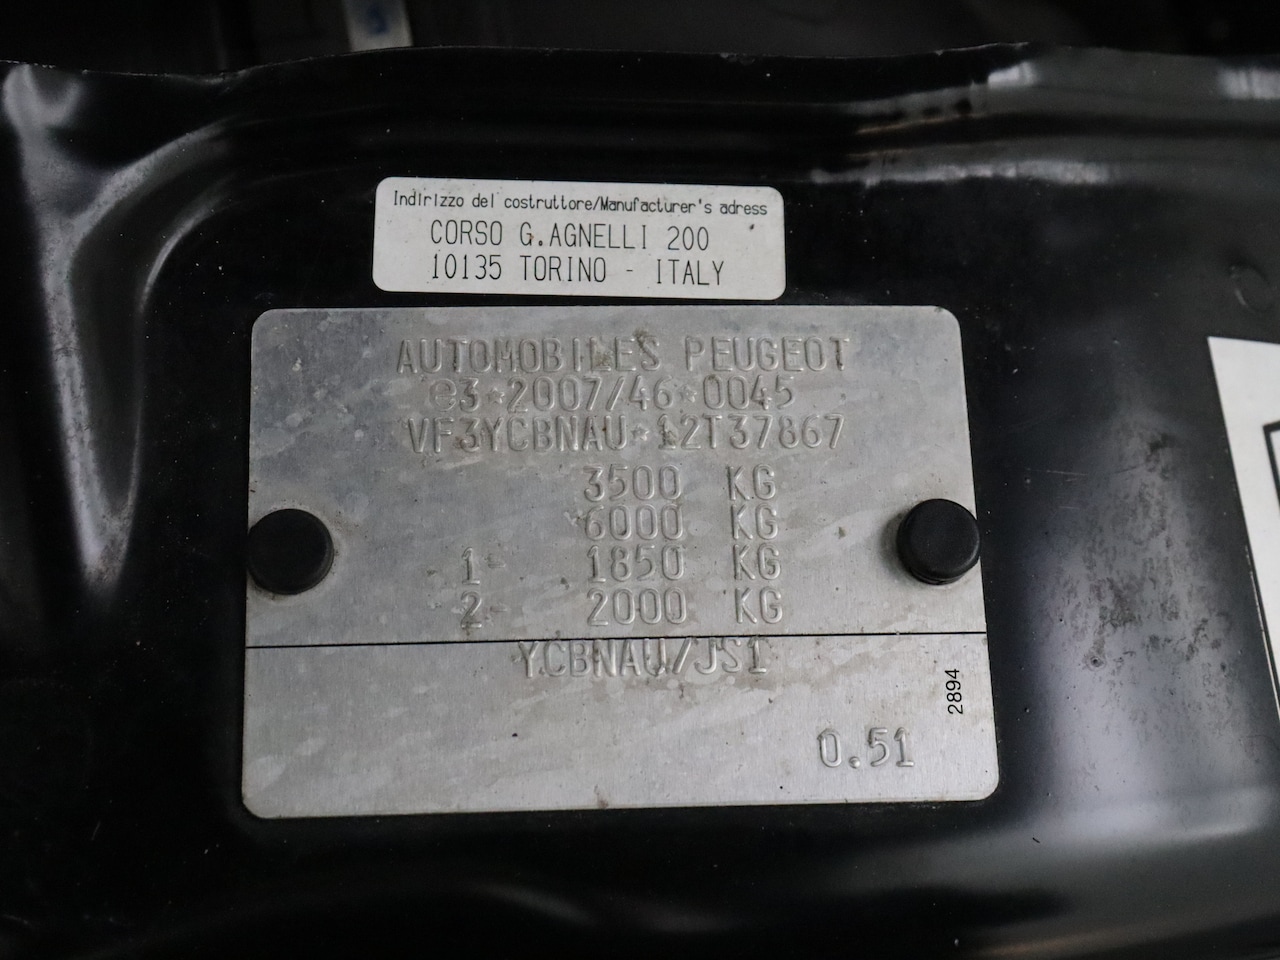 Indirizzo del costruttore/Manufacturer's adress
CORSO G.AGNELLI 200
10135 TORINO - ITALY
AUTOMOBILES PEUGEOT
e3*2007/46*0045
VF3YCBNAU*12T37867
3500 KG
6000 KG
1- 1850 KG
2- 2000 KG
YCBNAU/JS1
2894
0.51